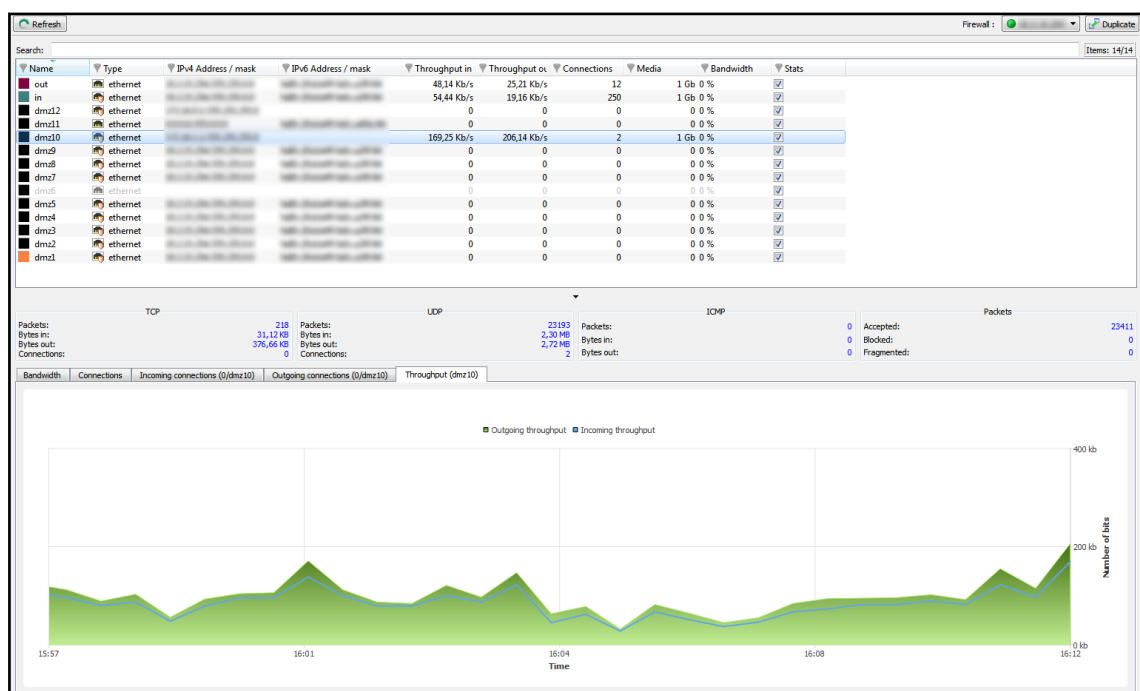 Refresh Firewall : Duplicate
Search: Items: 14/14
Name Type IPv4 Address / mask IPv6 Address / mask Throughput in Throughput ou Connections Media Bandwidth Stats
out ethernet 48,14 Kb/s 25,21 Kb/s 12 1 Gb 0 %
in ethernet 54,44 Kb/s 19,16 Kb/s 250 1 Gb 0 %
dmz12 ethernet 0 0 0 0 0 %
dmz11 ethernet 0 0 0 0 0 %
dmz10 ethernet 169,25 Kb/s 206,14 Kb/s 2 1 Gb 0 %
dmz9 ethernet 0 0 0 0 0 %
dmz8 ethernet 0 0 0 0 0 %
dmz7 ethernet 0 0 0 0 0 %
dmz6 ethernet 0 0 0 0 0 %
dmz5 ethernet 0 0 0 0 0 %
dmz4 ethernet 0 0 0 0 0 %
dmz3 ethernet 0 0 0 0 0 %
dmz2 ethernet 0 0 0 0 0 %
dmz1 ethernet 0 0 0 0 0 %
TCP UDP ICMP Packets
Packets: 218 Packets: 23193 Packets: 0 Accepted: 23411
Bytes in: 31,12 KB Bytes in: 2,30 MB Bytes in: 0 Blocked: 0
Bytes out: 376,66 KB Bytes out: 2,72 MB Bytes out: 0 Fragmented: 0
Connections: 0 Connections: 2
Bandwidth Connections Incoming connections (0/dmz10) Outgoing connections (0/dmz10) Throughput (dmz10)
Outgoing throughput Incoming throughput
400 kb
200 kb
Number of bits
0 kb
15:57 16:01 16:04 16:08 16:12
Time